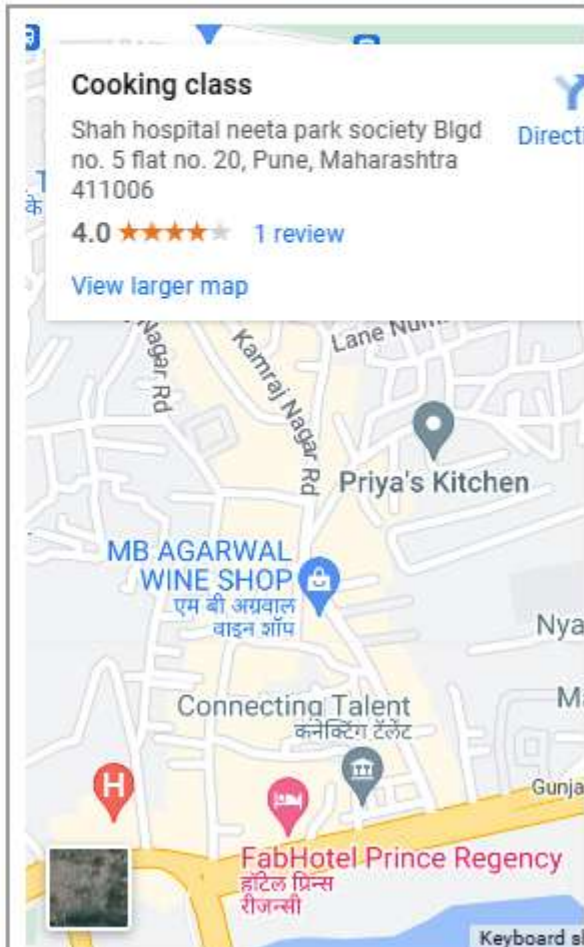 Cooking class
Shah hospital neeta park society Blgd
no. 5 flat no. 20, Pune, Maharashtra
411006
Directi
4.0
1 review
View larger map
Nagar Rd
Kamraj Nagar Rd
Lane Num
Priya's Kitchen
MB AGARWAL
WINE SHOP
एम बी अग्रवाल
वाइन शॉप
Nya
Connecting Talent
कनेक्टिंग टॅलेंट
Ma
H
Gunja
FabHotel Prince Regency
हॉटेल प्रिन्स
रीजन्सी
Keyboard s